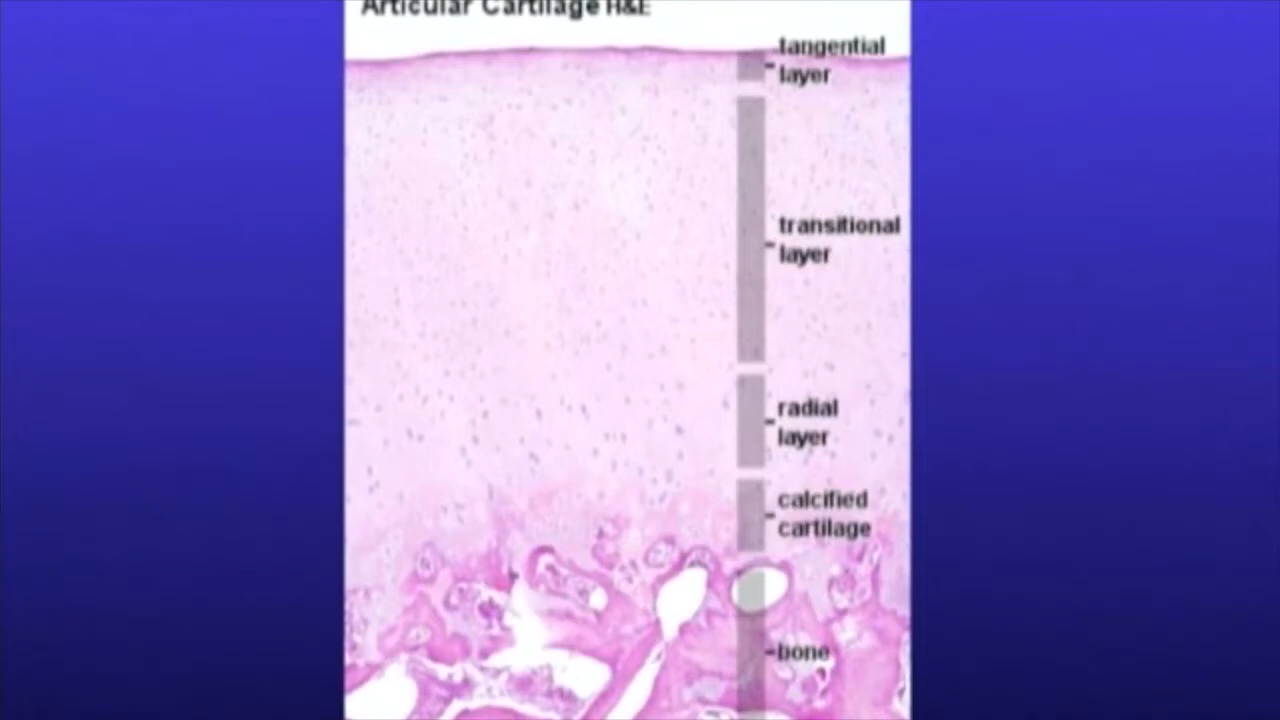 Articular Cartilage H&E
tangential
layer
transitional
layer
radial
layer
calcified
cartilage
bone